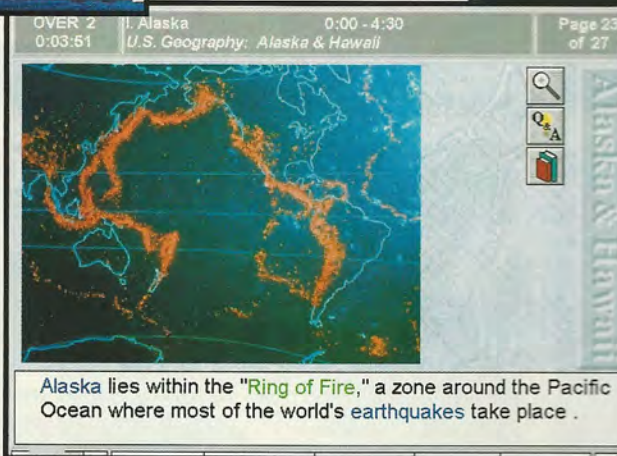 OVER 2
0:03:51
I. Alaska
0:00 - 4:30
U.S. Geography: Alaska & Hawaii
Page 23
of 27
Q&A
Alaska & Hawaii
Alaska lies within the "Ring of Fire," a zone around the Pacific
Ocean where most of the world's earthquakes take place .